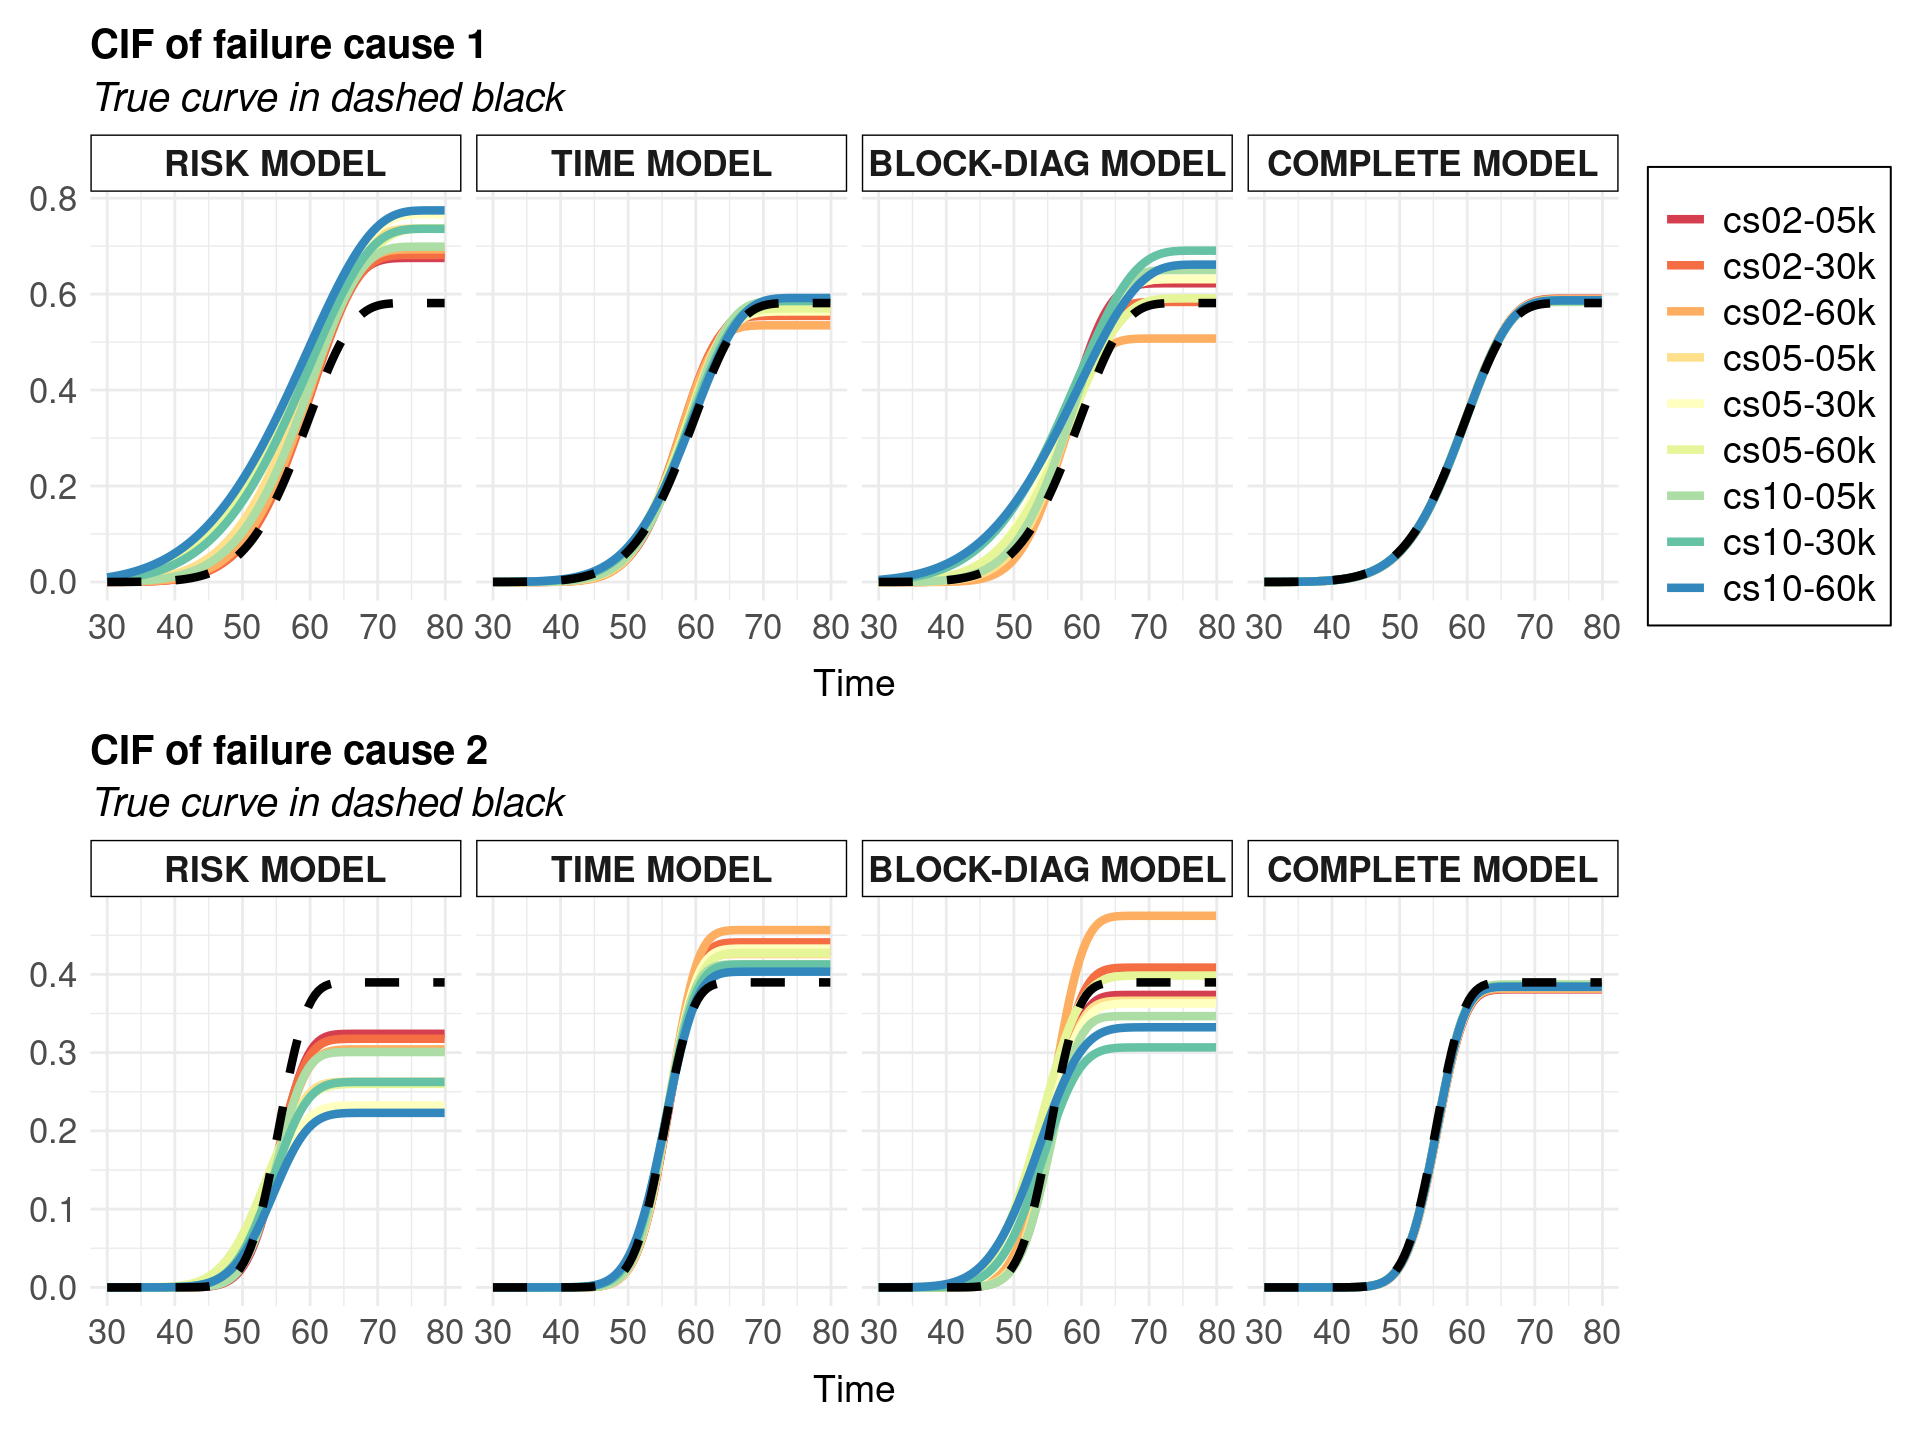 CIF of failure cause 1
True curve in dashed black
RISK MODEL TIME MODEL BLOCK-DIAG MODEL COMPLETE MODEL
0.8
0.6
0.4
0.2
0.0
30 40 50 60 70 80 30 40 50 60 70 80 30 40 50 60 70 80 30 40 50 60 70 80
Time
cs02-05k
cs02-30k
cs02-60k
cs05-05k
cs05-30k
cs05-60k
cs10-05k
cs10-30k
cs10-60k
CIF of failure cause 2
True curve in dashed black
RISK MODEL TIME MODEL BLOCK-DIAG MODEL COMPLETE MODEL
0.4
0.3
0.2
0.1
0.0
30 40 50 60 70 80 30 40 50 60 70 80 30 40 50 60 70 80 30 40 50 60 70 80
Time